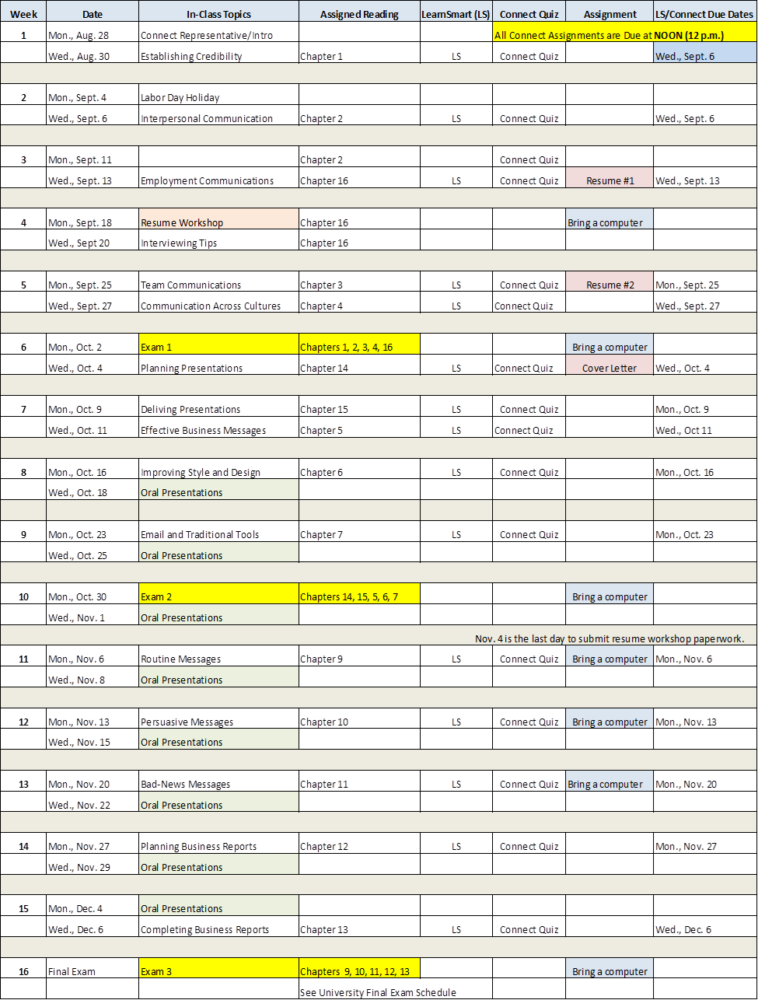 Week Date In-Class Topics Assigned Reading LearnSmart (LS) Connect Quiz Assignment LS/Connect Due Dates
1 Mon., Aug. 28 Connect Representative/Intro All Connect Assignments are Due at NOON (12 p.m.)
Wed., Aug. 30 Establishing Credibility Chapter 1 LS Connect Quiz Wed., Sept. 6
2 Mon., Sept. 4 Labor Day Holiday
Wed., Sept. 6 Interpersonal Communication Chapter 2 LS Connect Quiz Wed., Sept. 6
3 Mon., Sept. 11 Chapter 2 Connect Quiz
Wed., Sept. 13 Employment Communications Chapter 16 LS Connect Quiz Resume #1 Wed., Sept. 13
4 Mon., Sept. 18 Resume Workshop Chapter 16 Bring a computer
Wed., Sept 20 Interviewing Tips Chapter 16
5 Mon., Sept. 25 Team Communications Chapter 3 LS Connect Quiz Resume #2 Mon., Sept. 25
Wed., Sept. 27 Communication Across Cultures Chapter 4 LS Connect Quiz Wed., Sept. 27
6 Mon., Oct. 2 Exam 1 Chapters 1, 2, 3, 4, 16 Bring a computer
Wed., Oct. 4 Planning Presentations Chapter 14 LS Connect Quiz Cover Letter Wed., Oct. 4
7 Mon., Oct. 9 Deliving Presentations Chapter 15 LS Connect Quiz Mon., Oct. 9
Wed., Oct. 11 Effective Business Messages Chapter 5 LS Connect Quiz Wed., Oct 11
8 Mon., Oct. 16 Improving Style and Design Chapter 6 LS Connect Quiz Mon., Oct. 16
Wed., Oct. 18 Oral Presentations
9 Mon., Oct. 23 Email and Traditional Tools Chapter 7 LS Connect Quiz Mon., Oct. 23
Wed., Oct. 25 Oral Presentations
10 Mon., Oct. 30 Exam 2 Chapters 14, 15, 5, 6, 7 Bring a computer
Wed., Nov. 1 Oral Presentations
Nov. 4 is the last day to submit resume workshop paperwork.
11 Mon., Nov. 6 Routine Messages Chapter 9 LS Connect Quiz Bring a computer Mon., Nov. 6
Wed., Nov. 8 Oral Presentations
12 Mon., Nov. 13 Persuasive Messages Chapter 10 LS Connect Quiz Bring a computer Mon., Nov. 13
Wed., Nov. 15 Oral Presentations
13 Mon., Nov. 20 Bad-News Messages Chapter 11 LS Connect Quiz Bring a computer Mon., Nov. 20
Wed., Nov. 22 Oral Presentations
14 Mon., Nov. 27 Planning Business Reports Chapter 12 LS Connect Quiz Mon., Nov. 27
Wed., Nov. 29 Oral Presentations
15 Mon., Dec. 4 Oral Presentations
Wed., Dec. 6 Completing Business Reports Chapter 13 LS Connect Quiz Wed., Dec. 6
16 Final Exam Exam 3 Chapters 9, 10, 11, 12, 13 Bring a computer
See University Final Exam Schedule